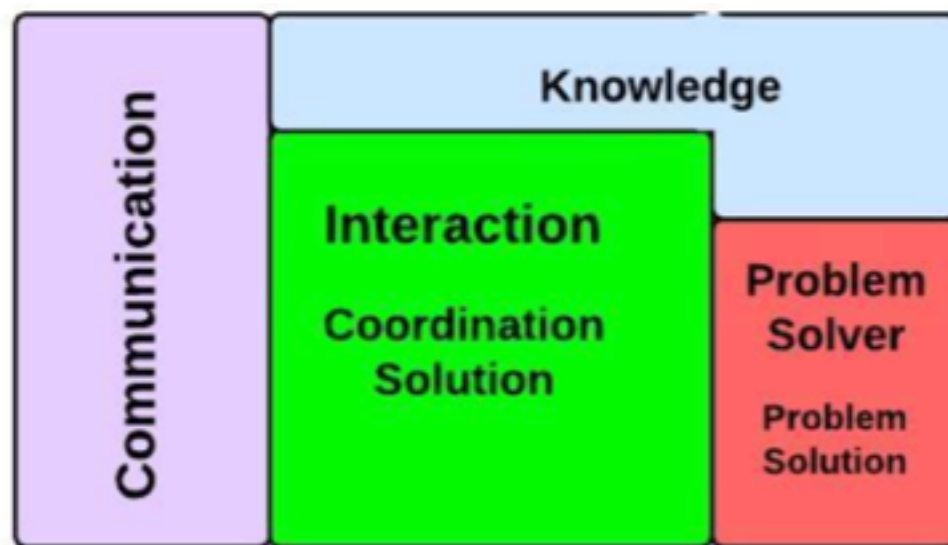 Communication
Knowledge
Interaction
Coordination
Solution
Problem
Solver
Problem
Solution